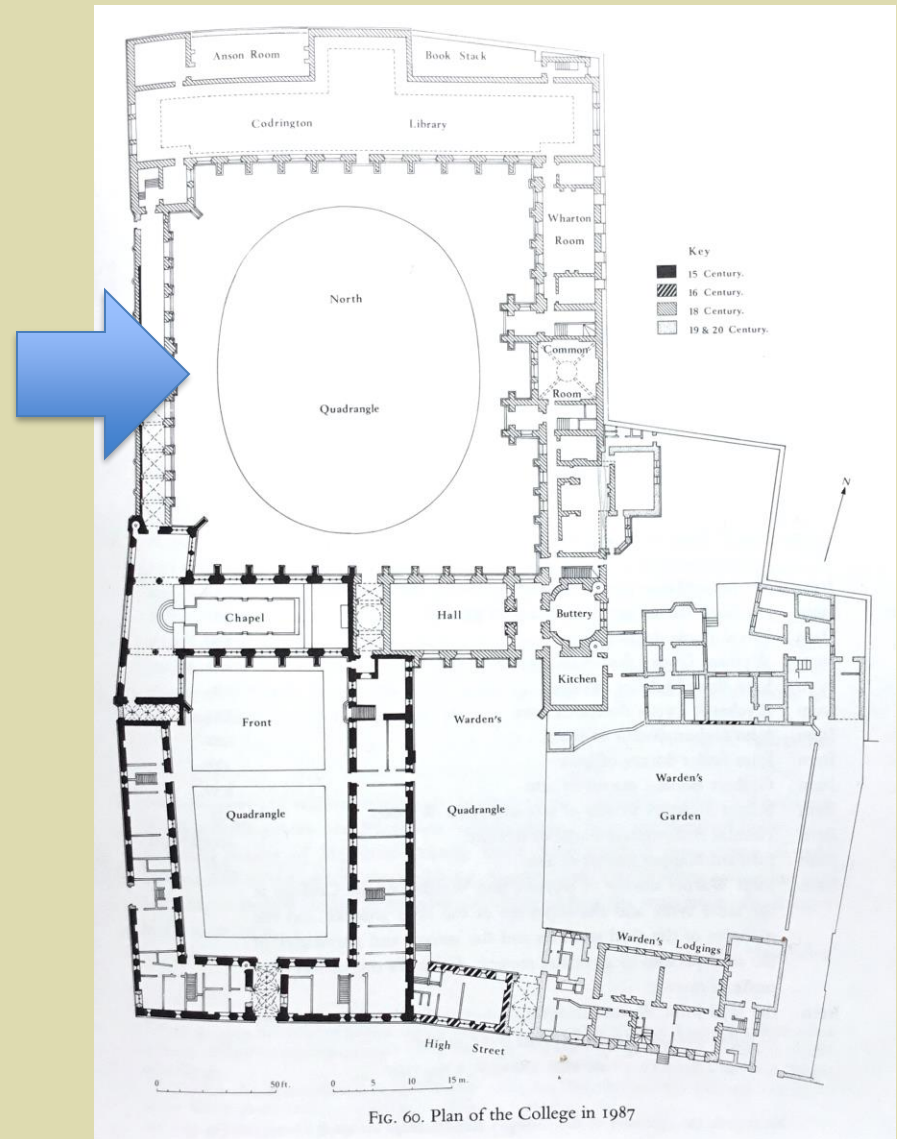 Anson Room
Book Stack
Codrington Library
Wharton
Room
Key
15 Century.
16 Century.
18 Century.
19 & 20 Century.
North
Quadrangle
Common
Room
N
Chapel
Hall
Buttery
Kitchen
Front
Quadrangle
Warden's
Quadrangle
Warden's
Garden
Warden's Lodgings
High Street
0 50 ft. 0 5 10 15 m.
FIG. 60. Plan of the College in 1987